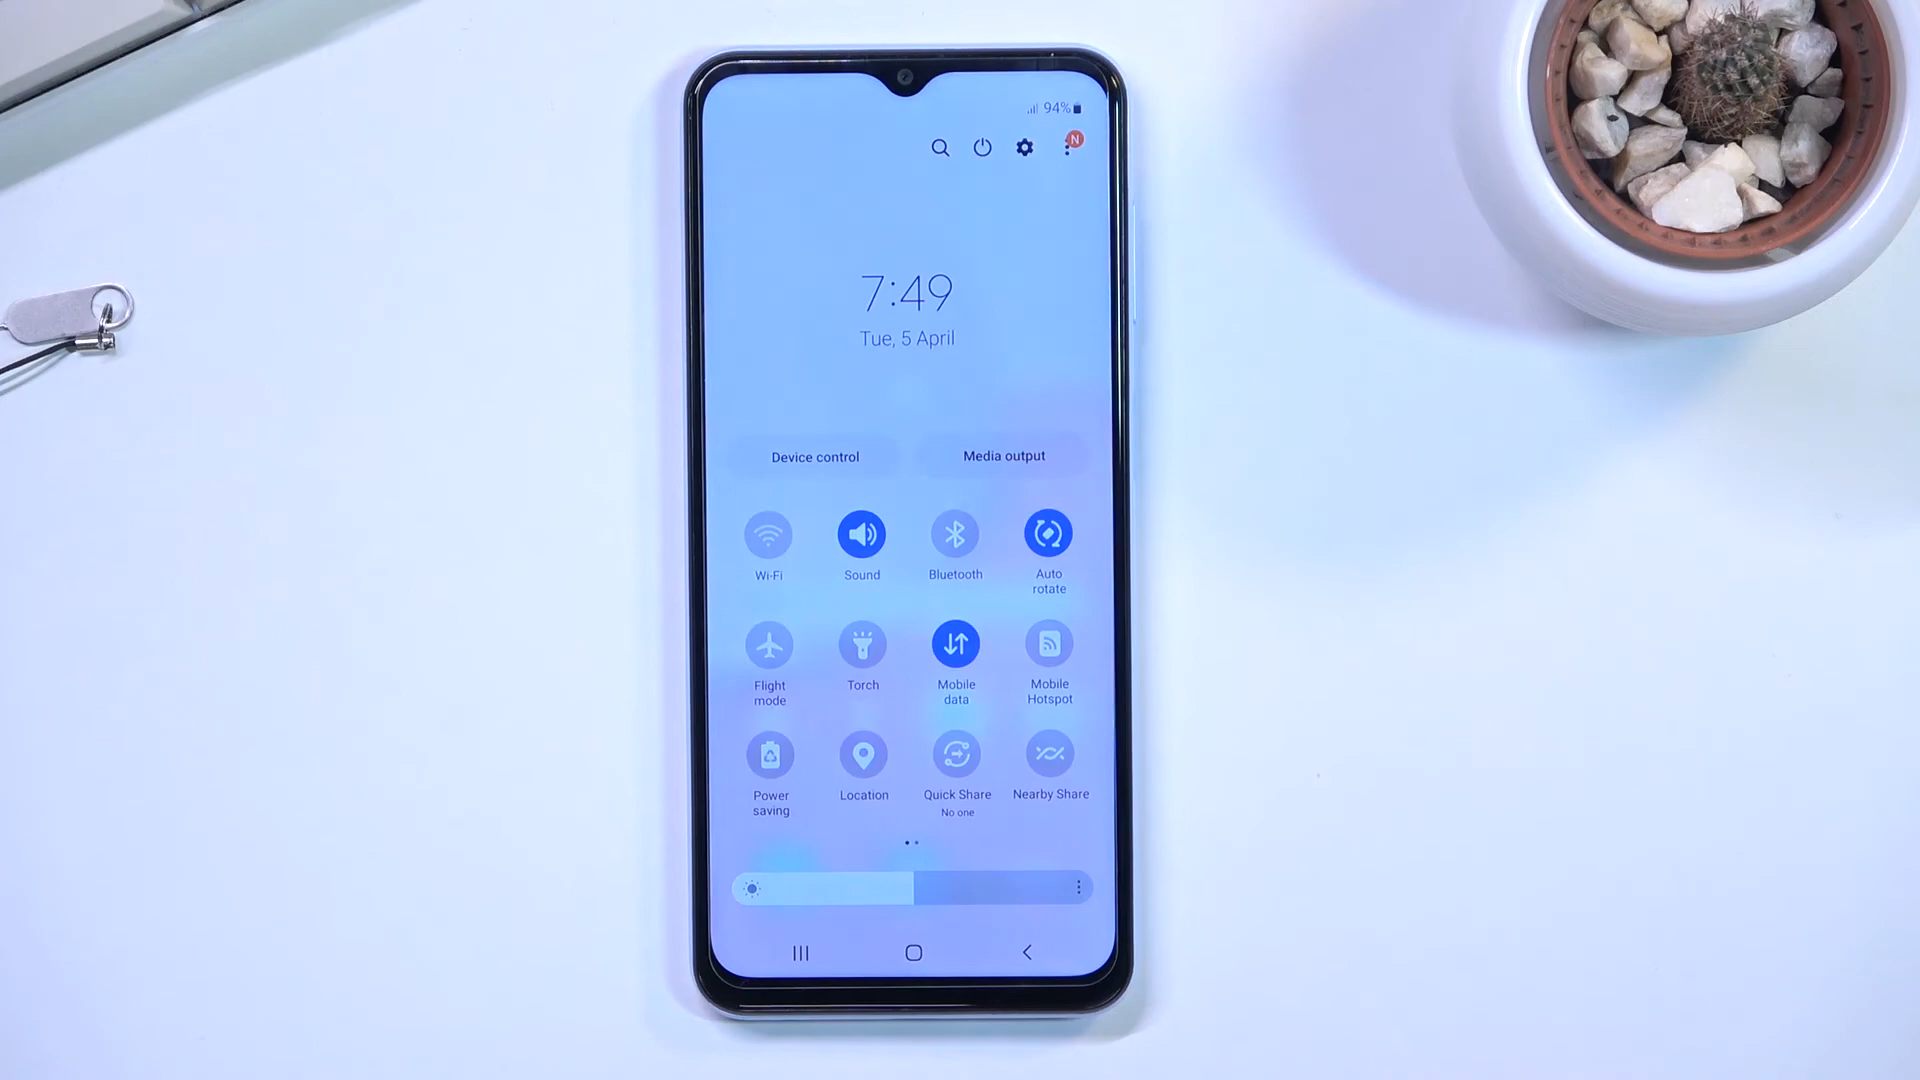 94%
N
7:49
Tue, 5 April
Device control Media output
Wi-Fi Sound Bluetooth Auto rotate
Flight mode Torch Mobile data Mobile Hotspot
Power saving Location Quick Share Nearby Share
No one